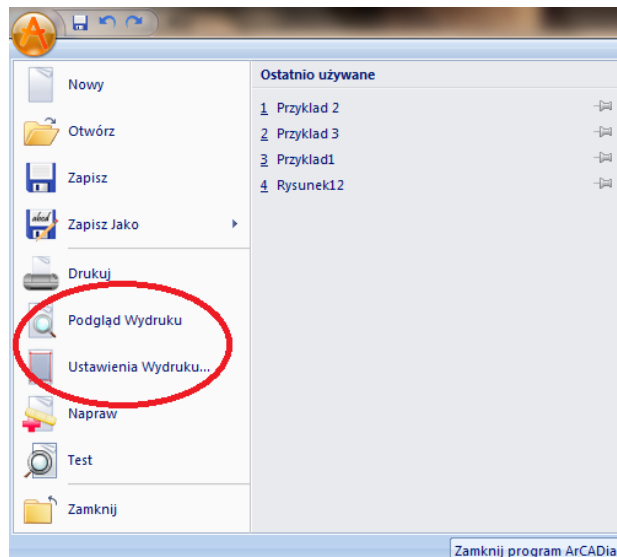 Nowy
Otwórz
Zapisz
Zapisz Jako
Drukuj
Podgląd Wydruku
Ustawienia Wydruku...
Napraw
Test
Zamknij
Ostatnio używane
1 Przyklad 2
2 Przyklad 3
3 Przyklad1
4 Rysunek12
Zamknij program ArCADia